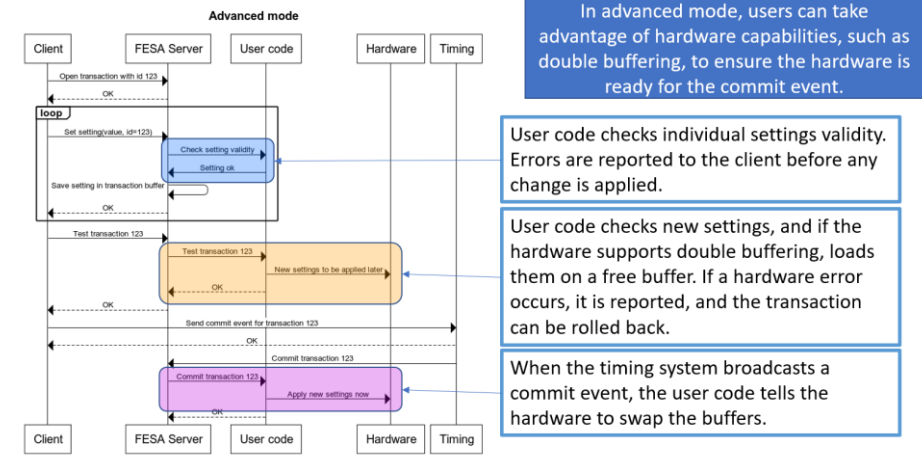 Advanced mode
In advanced mode, users can take
advantage of hardware capabilities, such as
double buffering, to ensure the hardware is
ready for the commit event.
Client
FESA Server
User code
Hardware
Timing
Open transaction with id 123
OK
loop
Set setting(value, id=123)
Check setting validity
Setting ok
Save setting in transaction buffer
OK
User code checks individual settings validity.
Errors are reported to the client before any
change is applied.
Test transaction 123
Test transaction 123
New settings to be applied later
OK
OK
User code checks new settings, and if the
hardware supports double buffering, loads
them on a free buffer. If a hardware error
occurs, it is reported, and the transaction
can be rolled back.
Send commit event for transaction 123
OK
Commit transaction 123
Commit transaction 123
Apply new settings now
OK
When the timing system broadcasts a
commit event, the user code tells the
hardware to swap the buffers.
Client
FESA Server
User code
Hardware
Timing